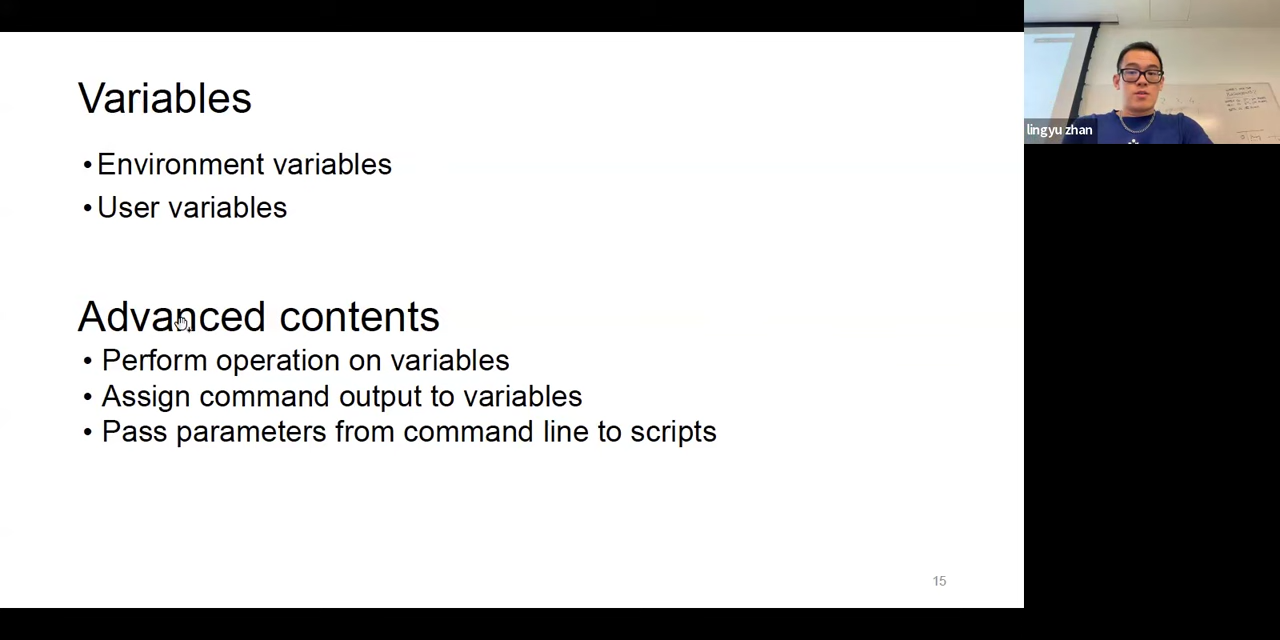 Variables
• Environment variables
• User variables
Advanced contents
• Perform operation on variables
• Assign command output to variables
• Pass parameters from command line to scripts
15
lingyu zhan